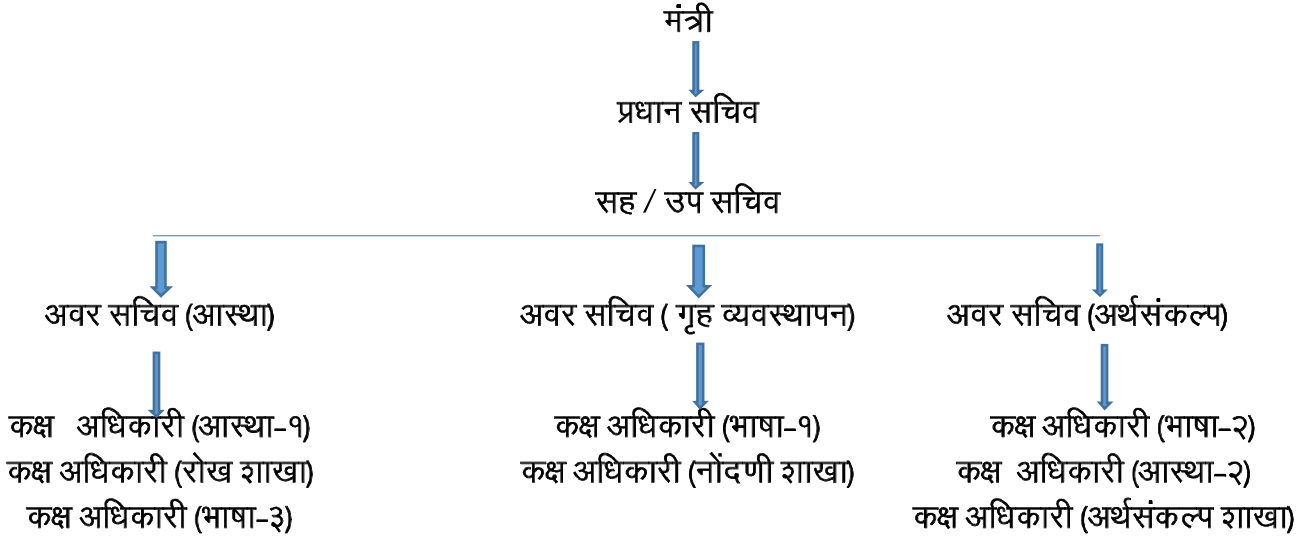 मंत्री
प्रधान सचिव
सह / उप सचिव
अवर सचिव (आस्था)
अवर सचिव ( गृह व्यवस्थापन)
अवर सचिव (अर्थसंकल्प)
कक्ष अधिकारी (आस्था-१)
कक्ष अधिकारी (रोख शाखा)
कक्ष अधिकारी (भाषा-३)
कक्ष अधिकारी (भाषा-१)
कक्ष अधिकारी (नोंदणी शाखा)
कक्ष अधिकारी (भाषा-२)
कक्ष अधिकारी (आस्था-२)
कक्ष अधिकारी (अर्थसंकल्प शाखा)